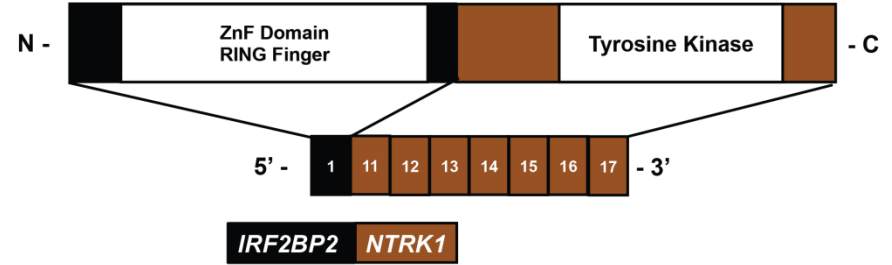 N - ZnF Domain RING Finger Tyrosine Kinase - C
5’ - 1 11 12 13 14 15 16 17 - 3’
IRF2BP2 NTRK1